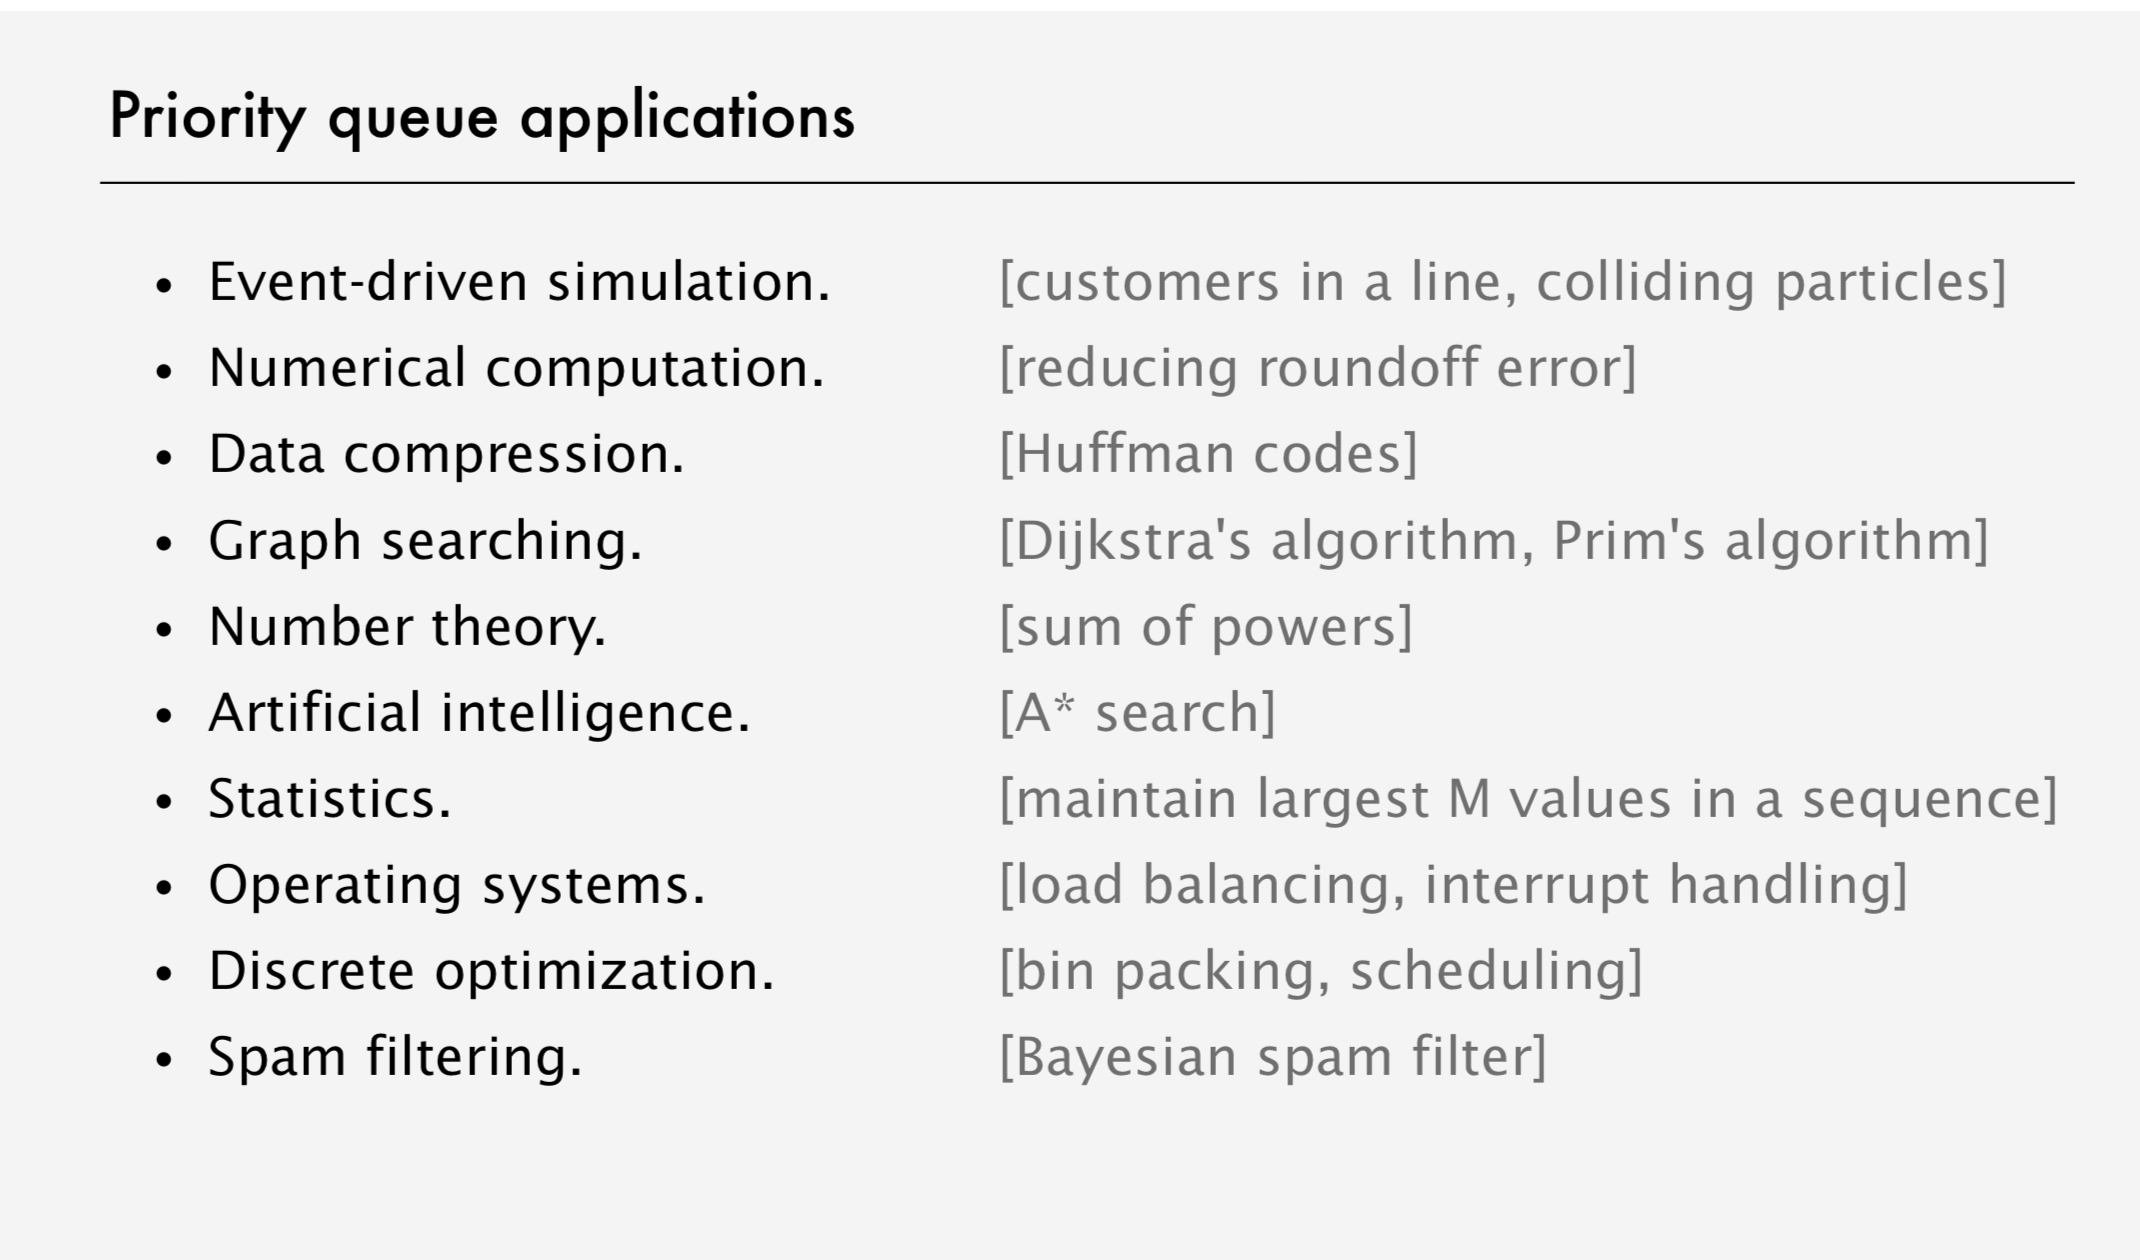 Priority queue applications
• Event-driven simulation. [customers in a line, colliding particles]
• Numerical computation. [reducing roundoff error]
• Data compression. [Huffman codes]
• Graph searching. [Dijkstra's algorithm, Prim's algorithm]
• Number theory. [sum of powers]
• Artificial intelligence. [A* search]
• Statistics. [maintain largest M values in a sequence]
• Operating systems. [load balancing, interrupt handling]
• Discrete optimization. [bin packing, scheduling]
• Spam filtering. [Bayesian spam filter]